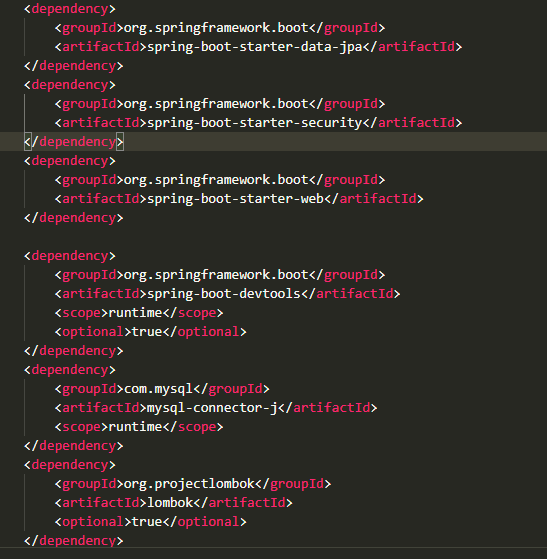 <dependency>
    <groupId>org.springframework.boot</groupId>
    <artifactId>spring-boot-starter-data-jpa</artifactId>
</dependency>
<dependency>
    <groupId>org.springframework.boot</groupId>
    <artifactId>spring-boot-starter-security</artifactId>
</dependency>
<dependency>
    <groupId>org.springframework.boot</groupId>
    <artifactId>spring-boot-starter-web</artifactId>
</dependency>

<dependency>
    <groupId>org.springframework.boot</groupId>
    <artifactId>spring-boot-devtools</artifactId>
    <scope>runtime</scope>
    <optional>true</optional>
</dependency>
<dependency>
    <groupId>com.mysql</groupId>
    <artifactId>mysql-connector-j</artifactId>
    <scope>runtime</scope>
</dependency>
<dependency>
    <groupId>org.projectlombok</groupId>
    <artifactId>lombok</artifactId>
    <optional>true</optional>
</dependency>